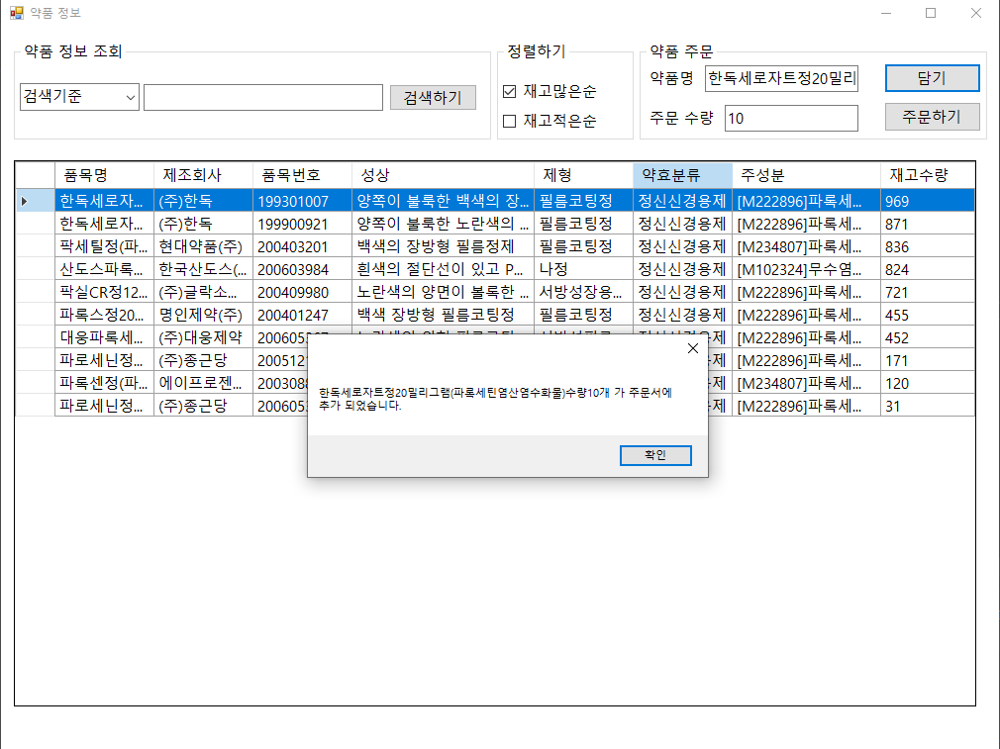 약품 정보
약품 정보 조회
정렬하기
약품 주문
검색기준
검색하기
재고많은순
재고적은순
약품명 한독세로자트정20밀리
담기
주문 수량 10
주문하기
품목명 제조회사 품목번호 성상 제형 약효분류 주성분 재고수량
한독세로자... (주)한독 199301007 양쪽이 볼록한 백색의 장... 필름코팅정 정신신경용제 [M222896]파록세... 969
한독세로자... (주)한독 199900921 양쪽이 볼록한 노란색의 ... 필름코팅정 정신신경용제 [M222896]파록세... 871
팍세틸정(파... 현대약품(주) 200403201 백색의 장방형 필름정제 필름코팅정 정신신경용제 [M234807]파록세... 836
산도스파록... 한국산도스(... 200603984 흰색의 절단선이 있고 P... 나정 정신신경용제 [M102324]무수염... 824
팍실CR정12... (주)글락소... 200409980 노란색의 양면이 볼록한 ... 서방성장용... 정신신경용제 [M222896]파록세... 721
파록스정20... 명인제약(주) 200401247 백색 장방형 필름코팅정 필름코팅정 정신신경용제 [M222896]파록세... 455
대웅파록세... (주)대웅제약 200605 [M222896]파록세... 452
파로세닌정... (주)종근당 200512 제 [M222896]파록세... 171
파록센정(파... 에이프로젠... 200308 제 [M234807]파록세... 120
파로세닌정... (주)종근당 200605 제 [M222896]파록세... 31
한독세로자트정20밀리그램(파록세틴염산염수화물)수량10개 가 주문서에
추가 되었습니다.
확인